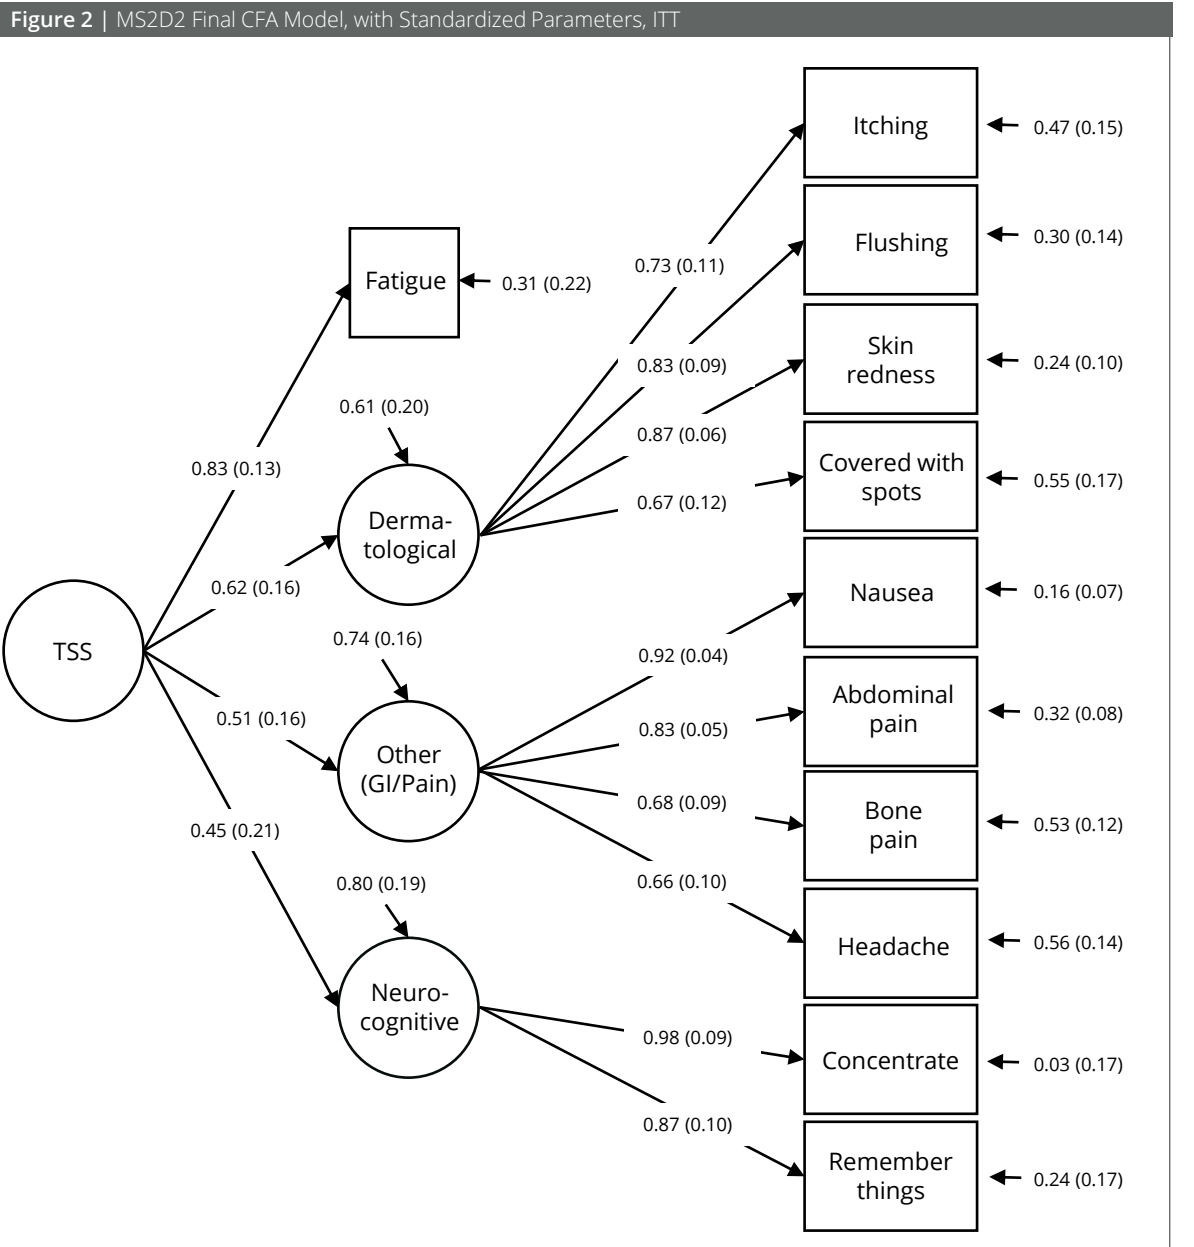 Figure 2 | MS2D2 Final CFA Model, with Standardized Parameters, ITT
Itching
0.47 (0.15)
Flushing
0.30 (0.14)
0.73 (0.11)
Fatigue
0.31 (0.22)
Skin
redness
0.24 (0.10)
0.83 (0.09)
0.61 (0.20)
0.87 (0.06)
0.83 (0.13)
Covered with
spots
0.55 (0.17)
0.67 (0.12)
Derma-
tological
0.62 (0.16)
Nausea
0.16 (0.07)
TSS
0.74 (0.16)
0.92 (0.04)
0.51 (0.16)
Abdominal
pain
0.32 (0.08)
0.83 (0.05)
Other
(GI/Pain)
0.68 (0.09)
Bone
pain
0.53 (0.12)
0.45 (0.21)
0.80 (0.19)
0.66 (0.10)
Headache
0.56 (0.14)
Neuro-
cognitive
0.98 (0.09)
Concentrate
0.03 (0.17)
0.87 (0.10)
Remember
things
0.24 (0.17)